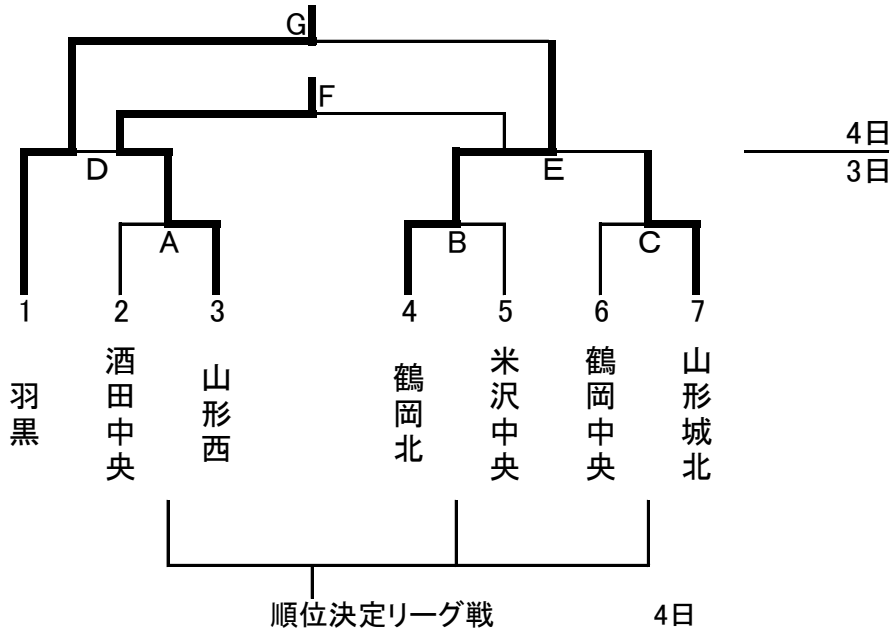 G
F
4日
3日
D
E
A
B
C
1 2 3 4 5 6 7
羽黒
酒田中央
山形西
鶴岡北
米沢中央
鶴岡中央
山形城北
順位決定リーグ戦 4日